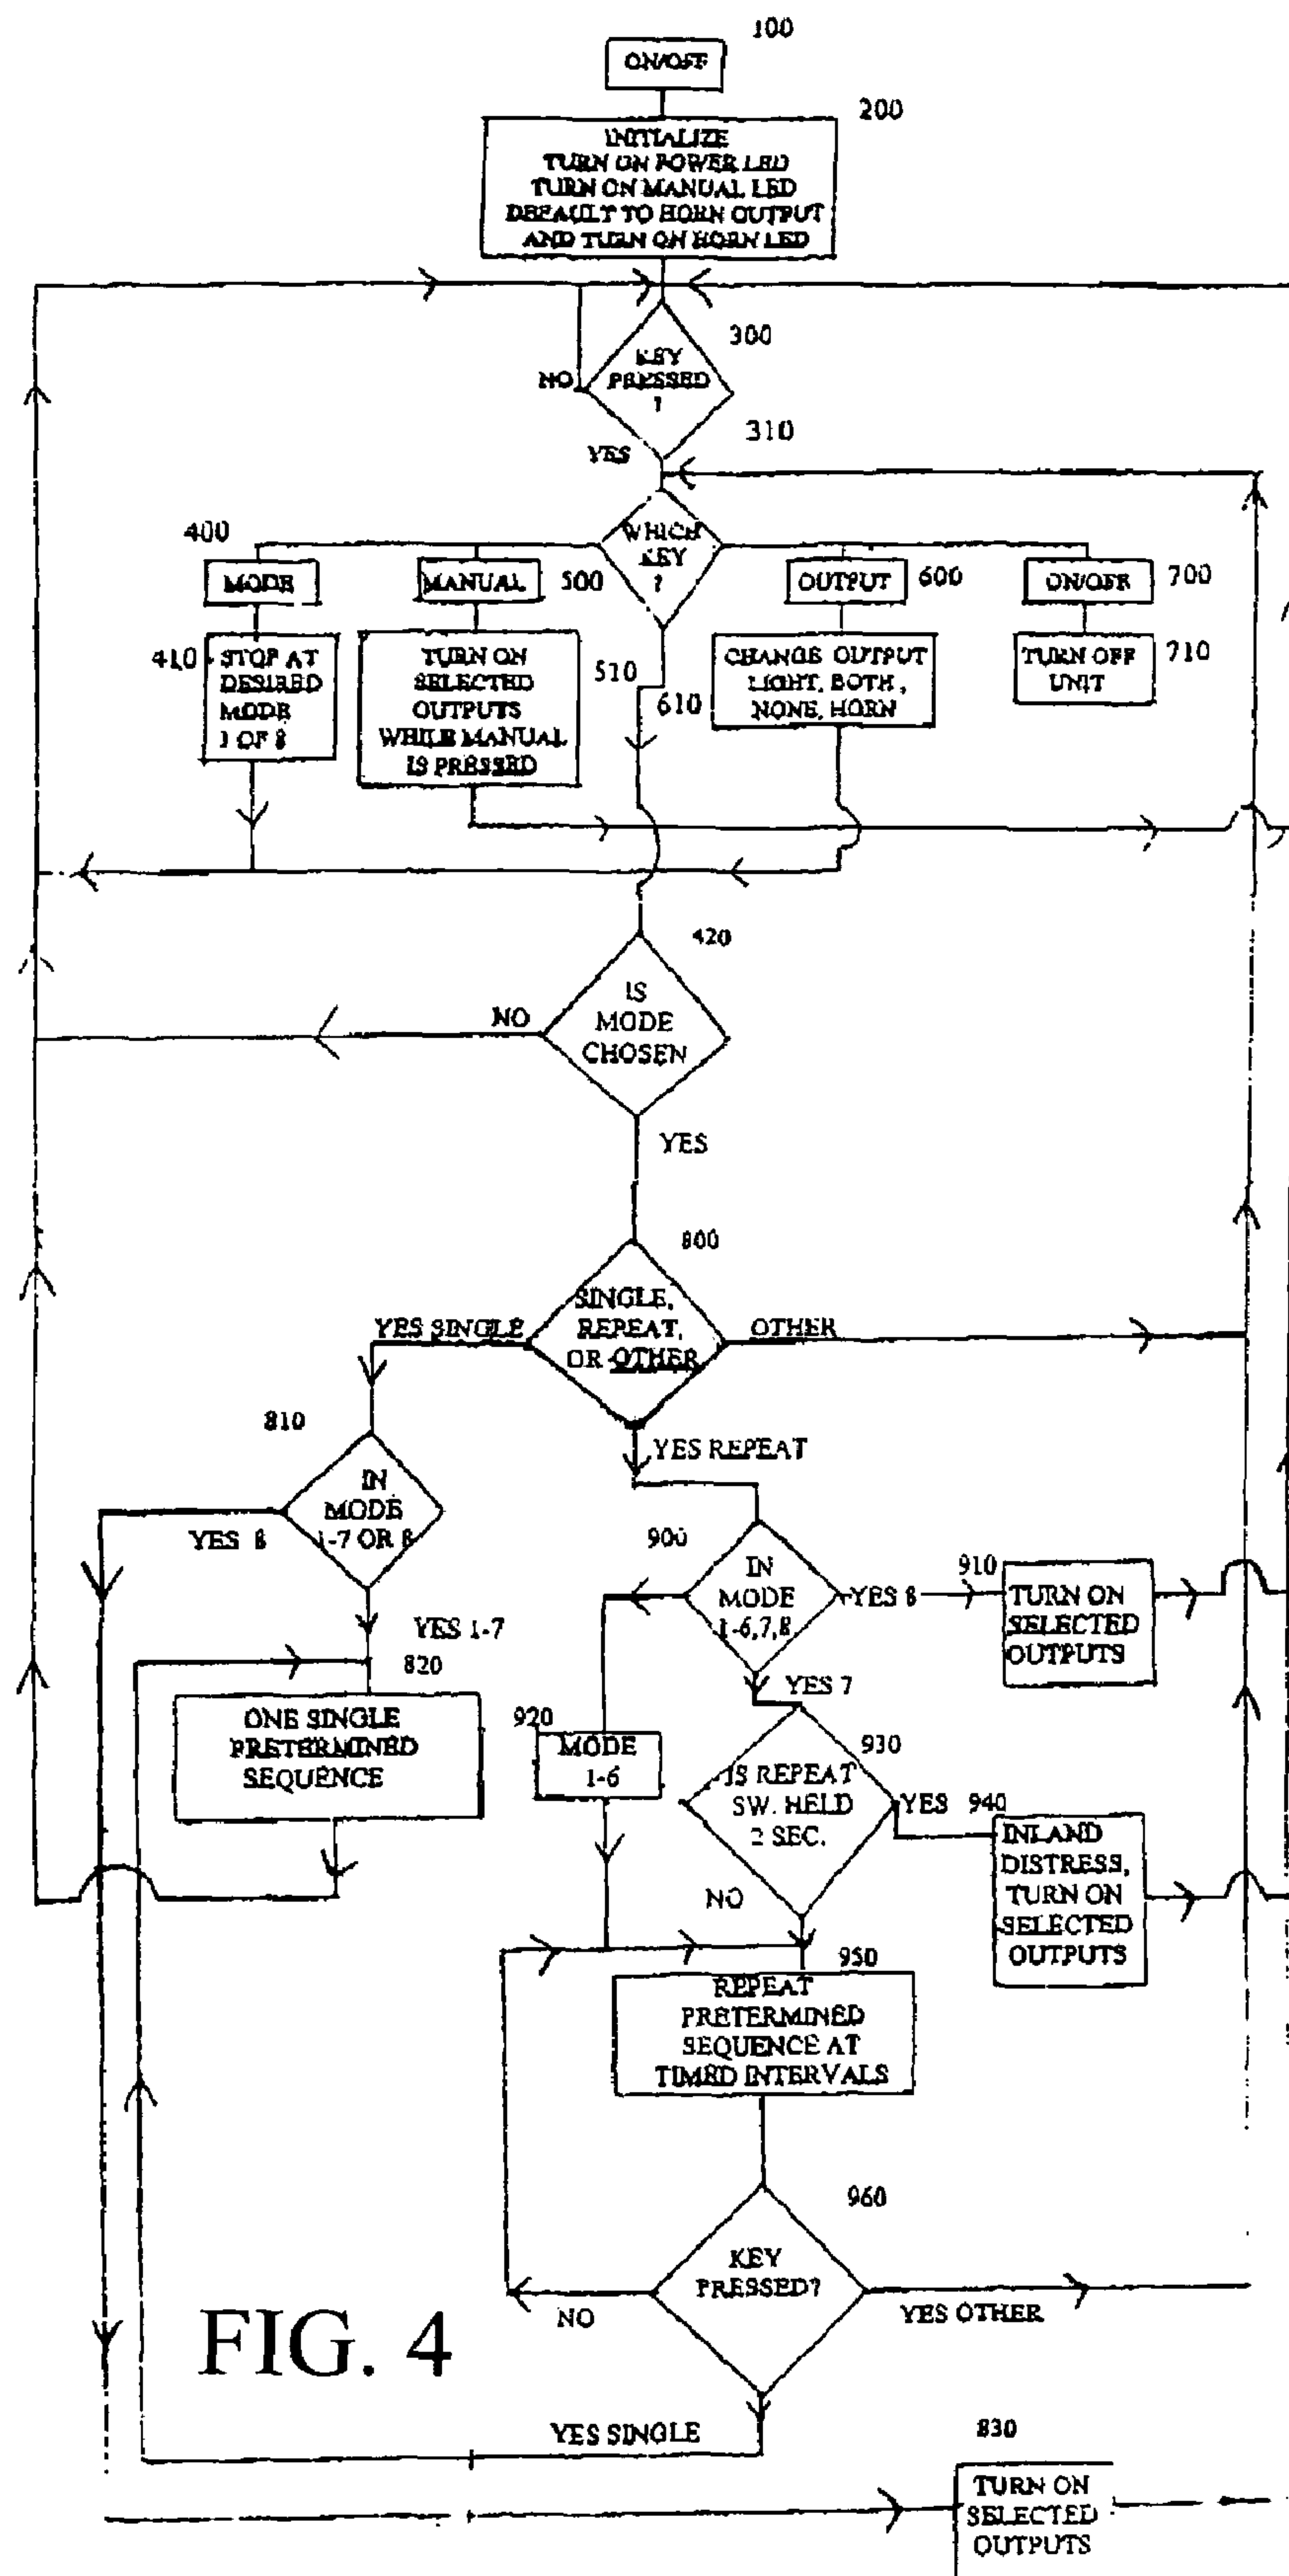 100
ON/OFF
200
INITIALIZE
TURN ON POWER LED
TURN ON MANUAL LED
DEFAULT TO HORN OUTPUT
AND TURN ON HORN LED
300
KEY
PRESSED
?
NO
310
YES
WHICH
KEY
?
400
MODE
MANUAL
500
OUTPUT
600
ON/OFF
700
410
STOP AT
DESIRED
MODE
1 OF 8
TURN ON
SELECTED
OUTPUTS
WHILE MANUAL
IS PRESSED
510
610
CHANGE OUTPUT
LIGHT, BOTH,
NONE, HORN
TURN OFF
UNIT
710
420
IS
MODE
CHOSEN
NO
YES
800
SINGLE,
REPEAT,
OR OTHER
YES SINGLE
OTHER
YES REPEAT
810
IN
MODE
1-7 OR 8
YES 8
YES 1-7
820
ONE SINGLE
PRETERMINED
SEQUENCE
900
IN
MODE
1-6,7,8
YES 8
910
TURN ON
SELECTED
OUTPUTS
YES 7
920
MODE
1-6
930
IS REPEAT
SW. HELD
2 SEC.
YES
940
INLAND
DISTRESS,
TURN ON
SELECTED
OUTPUTS
NO
950
REPEAT
PRETERMINED
SEQUENCE AT
TIMED INTERVALS
960
KEY
PRESSED?
NO
YES OTHER
FIG. 4
YES SINGLE
830
TURN ON
SELECTED
OUTPUTS